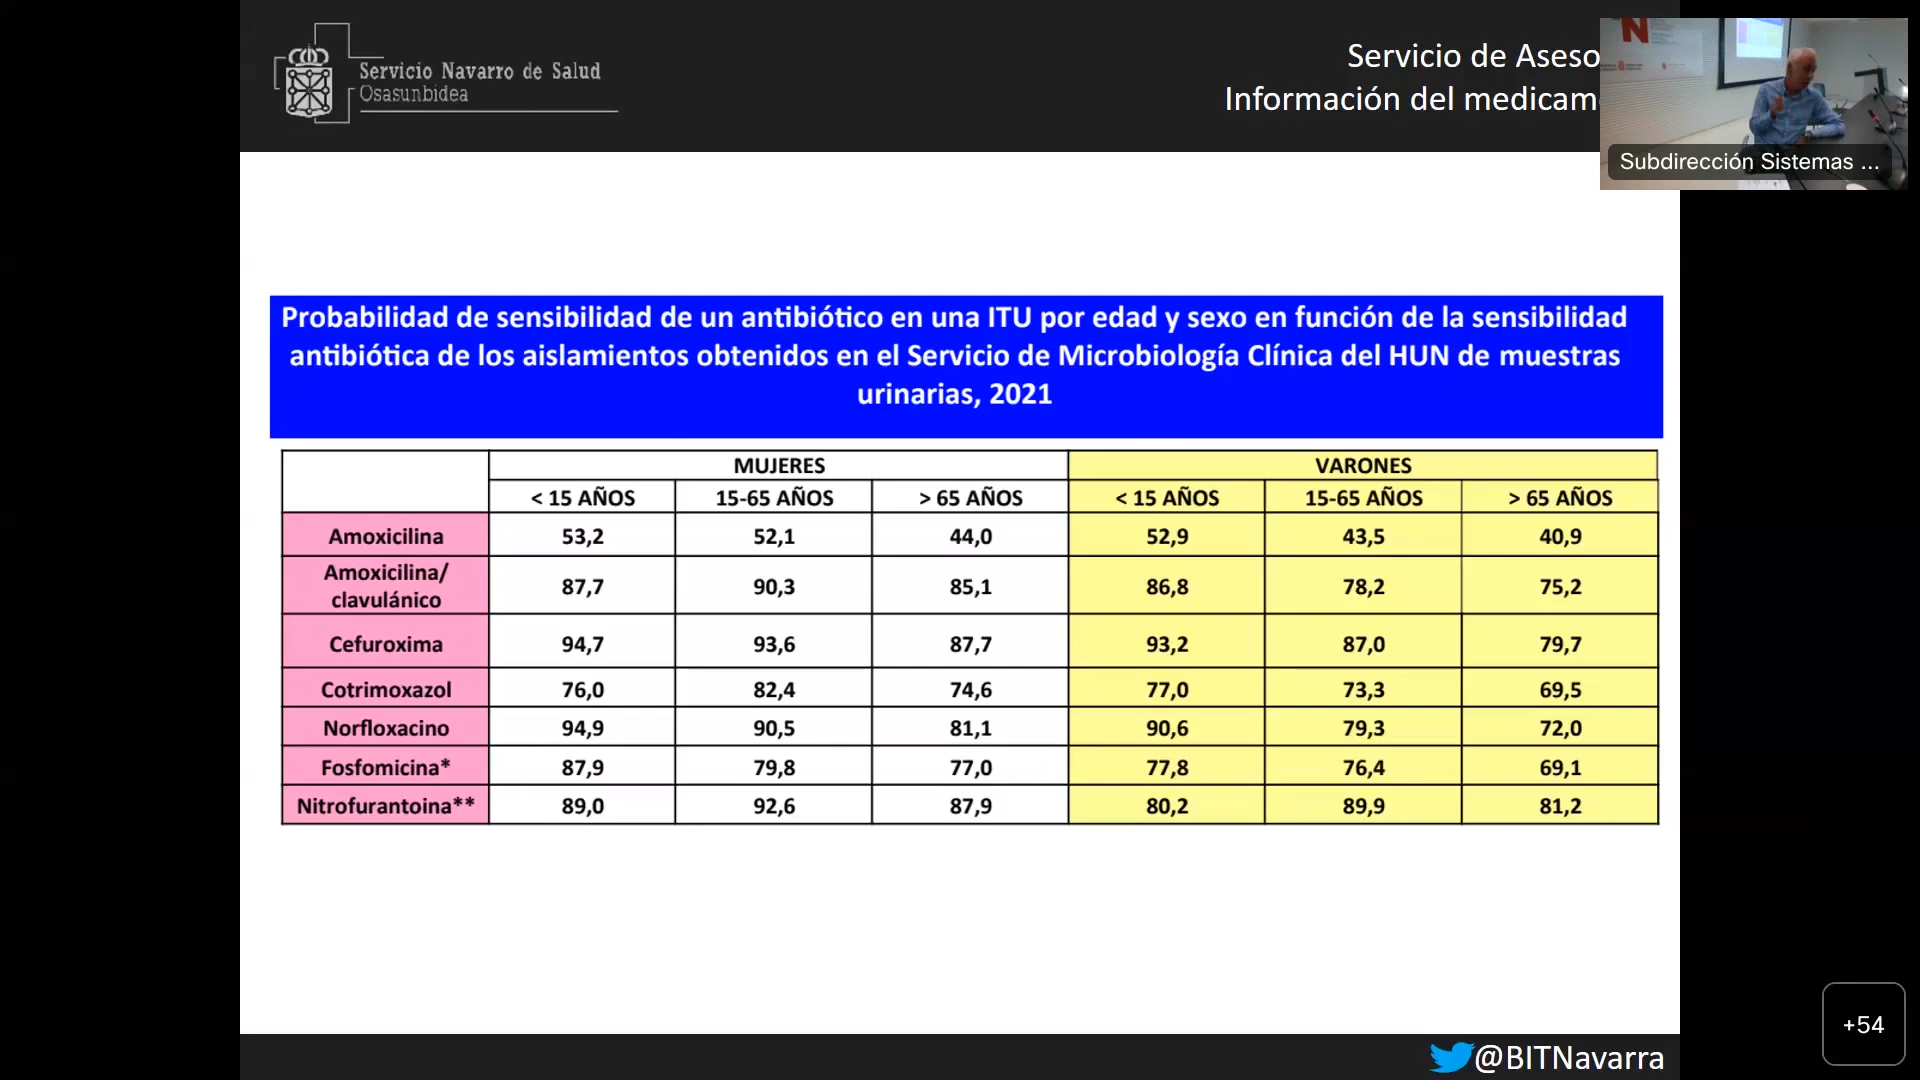 Servicio Navarro de Salud
Osasunbidea
Servicio de Aseso
Información del medicam
N
Subdirección Sistemas ...
Probabilidad de sensibilidad de un antibiótico en una ITU por edad y sexo en función de la sensibilidad
antibiótica de los aislamientos obtenidos en el Servicio de Microbiología Clínica del HUN de muestras
urinarias, 2021
MUJERES VARONES
< 15 AÑOS 15-65 AÑOS > 65 AÑOS < 15 AÑOS 15-65 AÑOS > 65 AÑOS
Amoxicilina 53,2 52,1 44,0 52,9 43,5 40,9
Amoxicilina/
clavulánico 87,7 90,3 85,1 86,8 78,2 75,2
Cefuroxima 94,7 93,6 87,7 93,2 87,0 79,7
Cotrimoxazol 76,0 82,4 74,6 77,0 73,3 69,5
Norfloxacino 94,9 90,5 81,1 90,6 79,3 72,0
Fosfomicina* 87,9 79,8 77,0 77,8 76,4 69,1
Nitrofurantoina** 89,0 92,6 87,9 80,2 89,9 81,2
+54
@BITNavarra